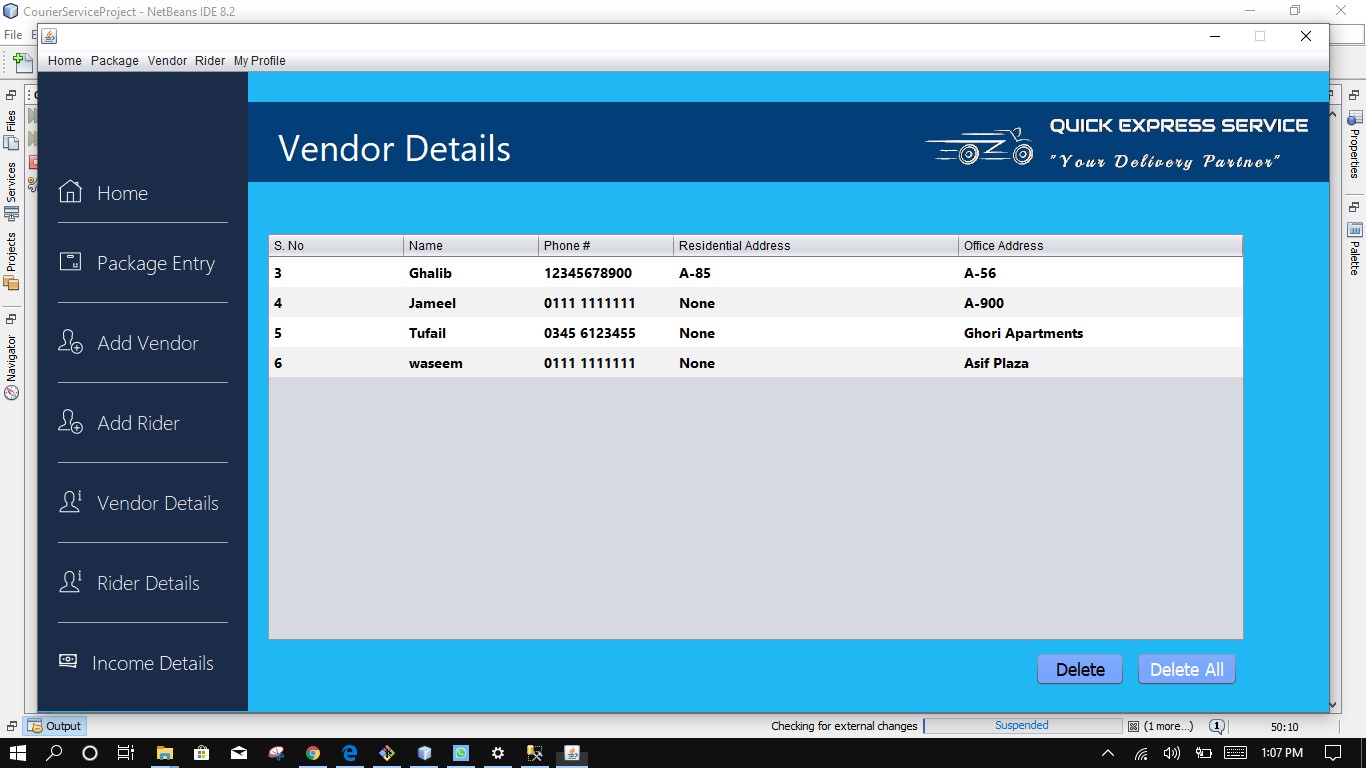 CourierServiceProject - NetBeans IDE 8.2
File
Home Package Vendor Rider My Profile
Files
Services
Projects
Navigator
Home
Package Entry
Add Vendor
Add Rider
Vendor Details
Rider Details
Income Details
Vendor Details
QUICK EXPRESS SERVICE
"Your Delivery Partner"
S. No Name Phone # Residential Address Office Address
3 Ghalib 12345678900 A-85 A-56
4 Jameel 0111 1111111 None A-900
5 Tufail 0345 6123455 None Ghori Apartments
6 waseem 0111 1111111 None Asif Plaza
Delete Delete All
Properties
Palette
Output Checking for external changes Suspended (1 more...) 1 50:10
1:07 PM